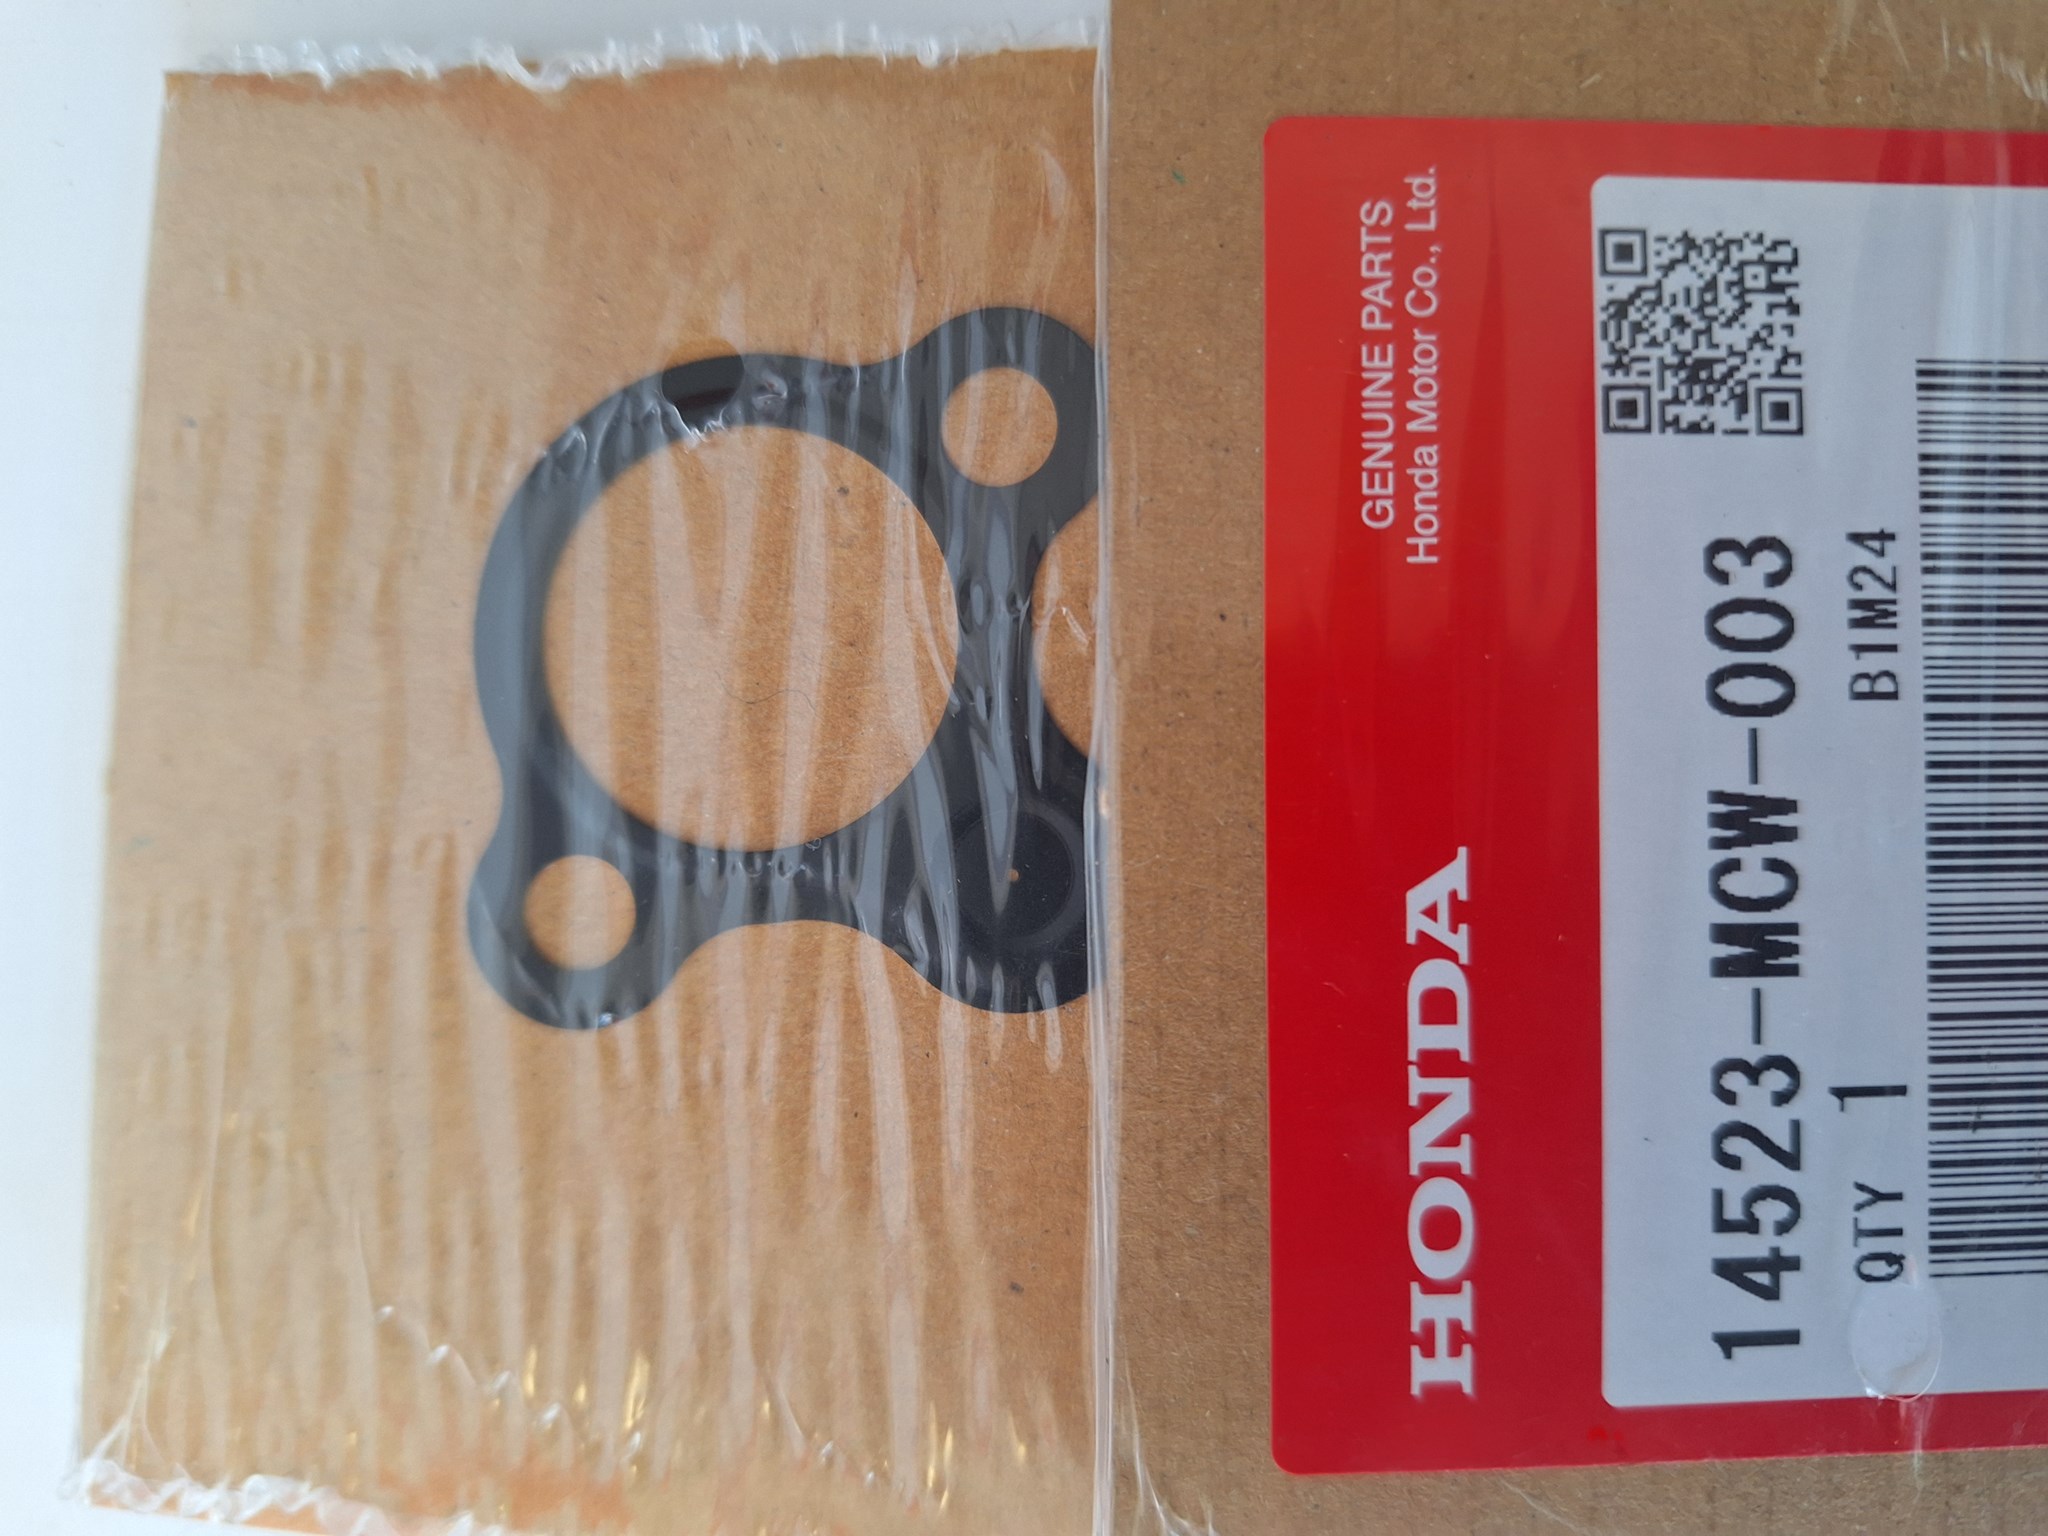 HONDA
GENUINE PARTS
Honda Motor Co., Ltd.
14523-MCW-003
QTY 1
B1M24